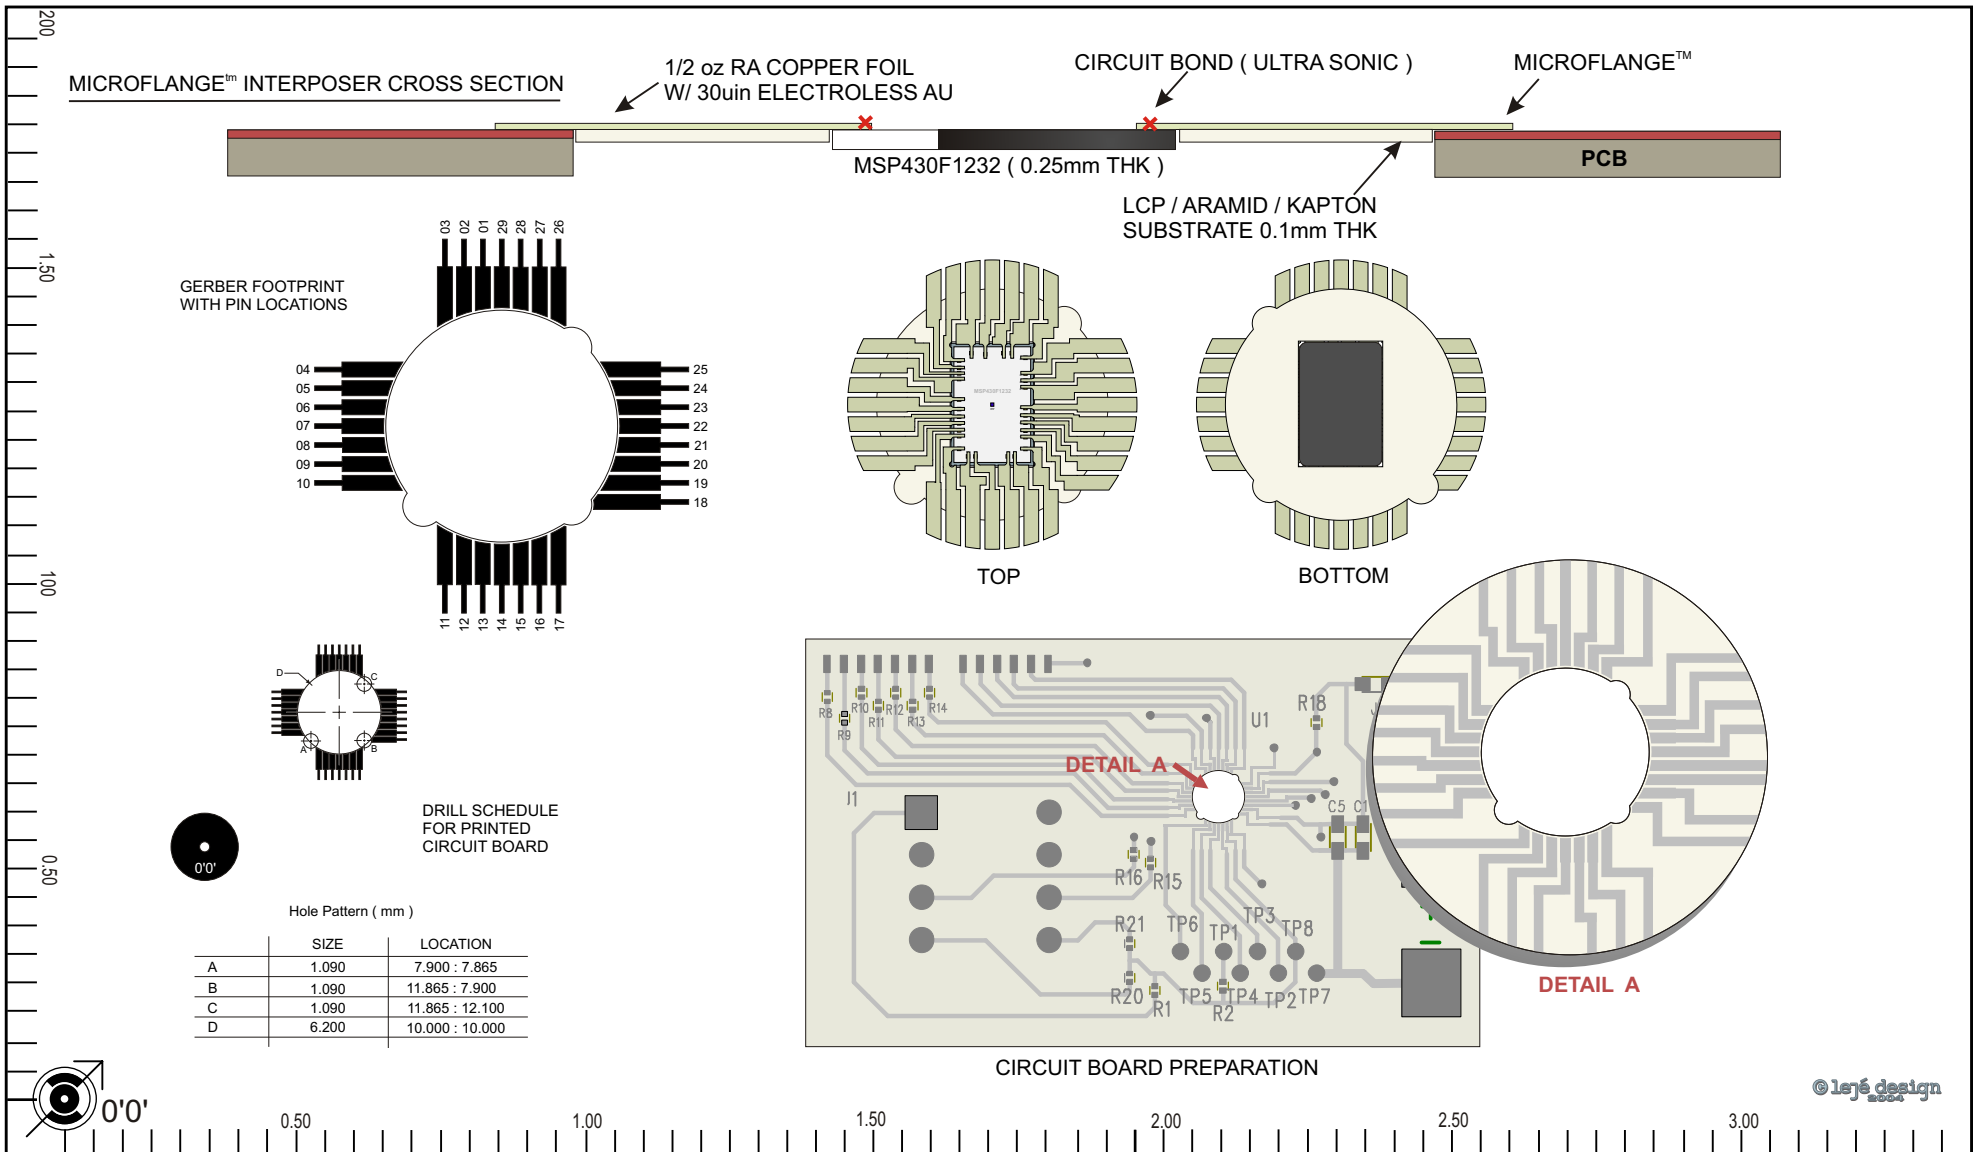 200
MICROFLANGE™ INTERPOSER CROSS SECTION
1/2 oz RA COPPER FOIL
W/ 30uin ELECTROLESS AU
CIRCUIT BOND ( ULTRA SONIC )
MICROFLANGE™
PCB
MSP430F1232 ( 0.25mm THK )
LCP / ARAMID / KAPTON
SUBSTRATE 0.1mm THK
1.50
GERBER FOOTPRINT
WITH PIN LOCATIONS
03 02 01 29 28 27 26
04
05
06
07
08
09
10
25
24
23
22
21
20
19
18
11 12 13 14 15 16 17
MSP430F1232
TOP
BOTTOM
100
D
C
A
B
DRILL SCHEDULE
FOR PRINTED
CIRCUIT BOARD
0'0'
0.50
Hole Pattern ( mm )
SIZE LOCATION
A 1.090 7.900 : 7.865
B 1.090 11.865 : 7.900
C 1.090 11.865 : 12.100
D 6.200 10.000 : 10.000
R8 R9 R10 R11 R12 R13 R14
U1
R18
DETAIL A
J1
C5 C1
R16 R15
R21
TP6 TP1 TP3 TP8
R20 R1 TP5 R2 TP4 TP2 TP7
DETAIL A
CIRCUIT BOARD PREPARATION
© lejé design
2004
0'0'
0.50 1.00 1.50 2.00 2.50 3.00